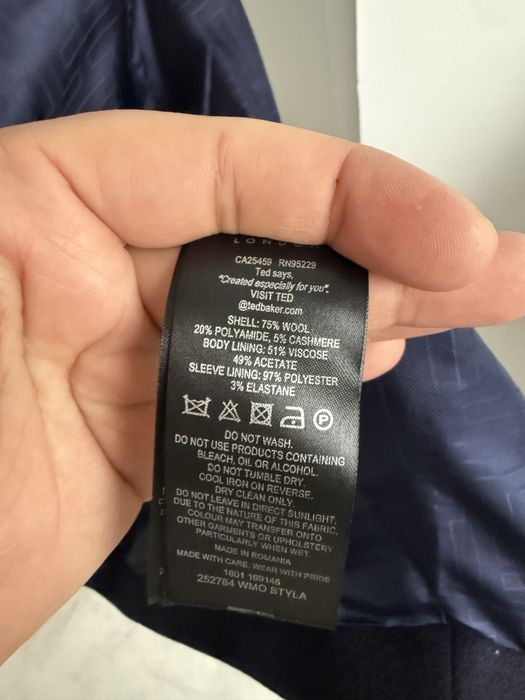 CA25459 RN95229
Ted says,
"Created especially for you".
VISIT TED
@tedbaker.com
SHELL: 75% WOOL
20% POLYAMIDE, 5% CASHMERE
BODY LINING: 51% VISCOSE
49% ACETATE
SLEEVE LINING: 97% POLYESTER
3% ELASTANE
P
DO NOT WASH.
DO NOT USE PRODUCTS CONTAINING
BLEACH, OIL OR ALCOHOL.
DO NOT TUMBLE DRY.
COOL IRON ON REVERSE.
DRY CLEAN ONLY.
DO NOT LEAVE IN DIRECT SUNLIGHT.
DUE TO THE NATURE OF THIS FABRIC,
COLOUR MAY TRANSFER ONTO
OTHER GARMENTS OR UPHOLSTERY
PARTICULARLY WHEN WET.
MADE IN ROMANIA
MADE WITH CARE, WEAR WITH PRIDE
1601 169145
252784 WMO STYLA